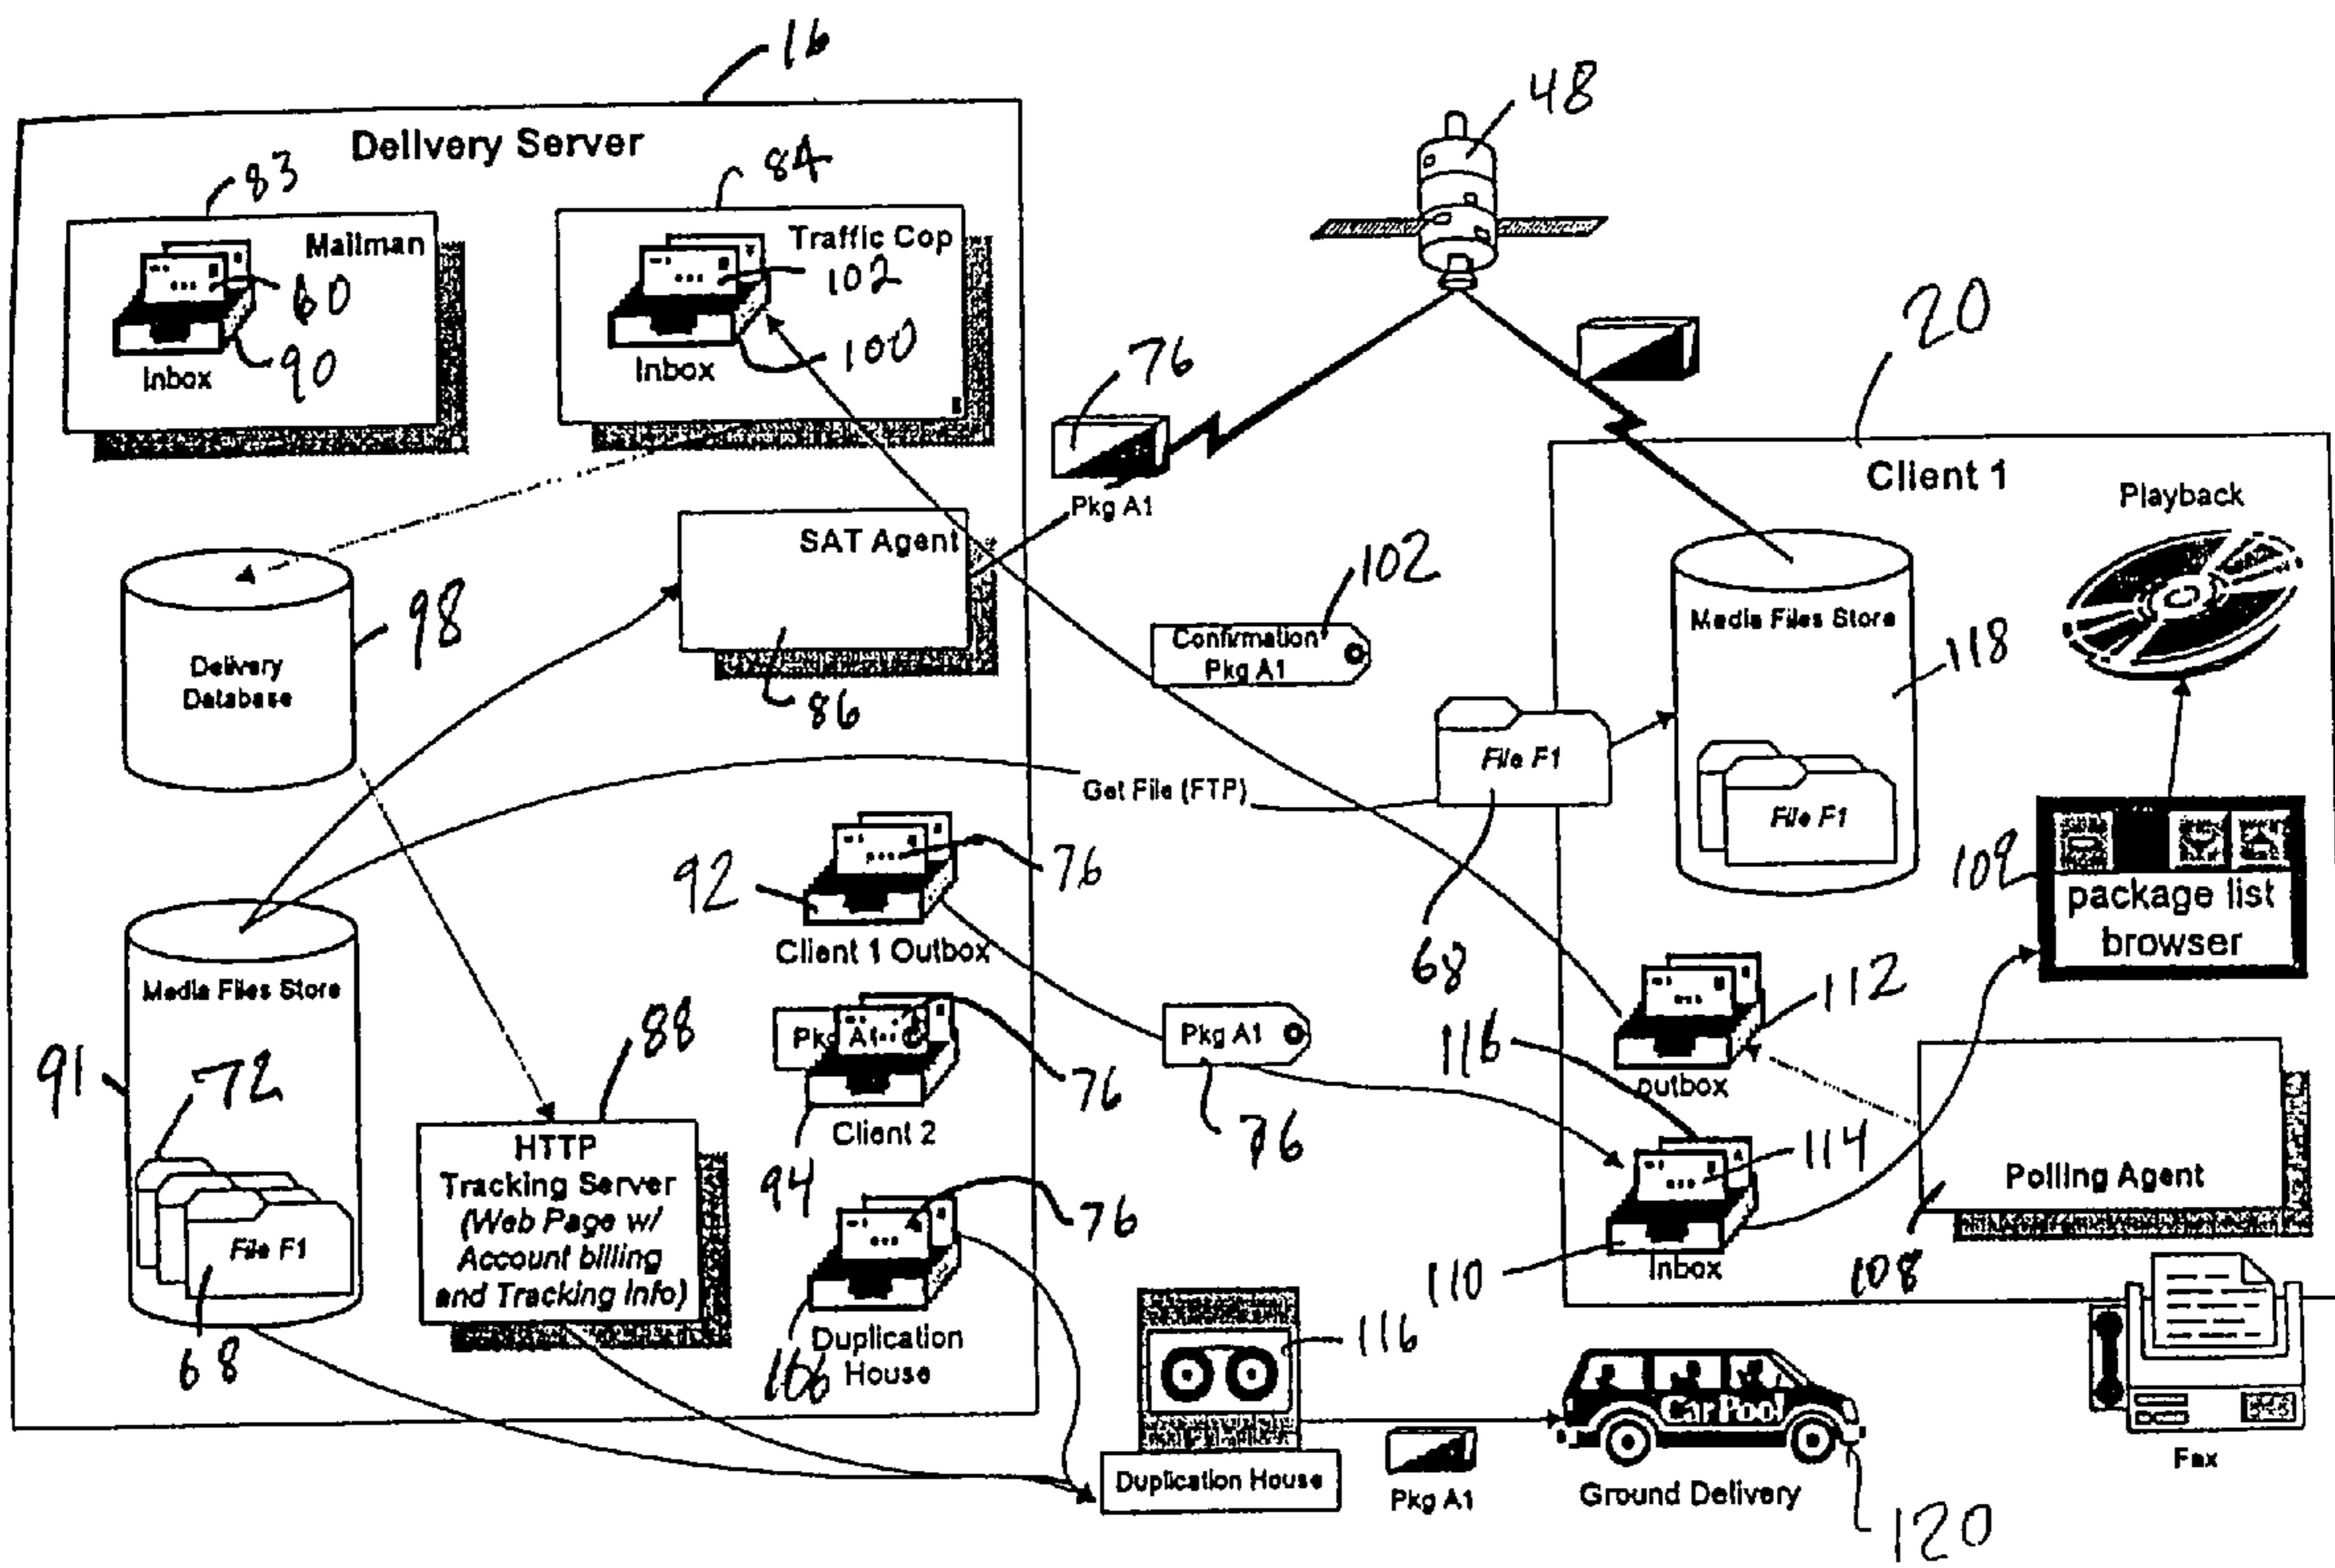 16
Delivery Server
83
Mailman
60
90
Inbox
84
Traffic Cop
102
100
Inbox
48
76
Pkg A1
20
Client 1
Playback
SAT Agent
86
98
Delivery
Database
102
Confirmation
Pkg A1
Media Files Store
118
File F1
File F1
68
Get File (FTP)
109
package list
browser
92
76
Client 1 Outbox
Media Files Store
91
72
File F1
68
88
HTTP
Tracking Server
(Web Page w/
Account billing
and Tracking Info)
Pkg A1
76
94
Client 2
76
106
Duplication
House
Pkg A1
76
112
outbox
116
114
110
Inbox
Polling Agent
108
116
Duplication House
Pkg A1
Car Pool
Ground Delivery
120
Fax